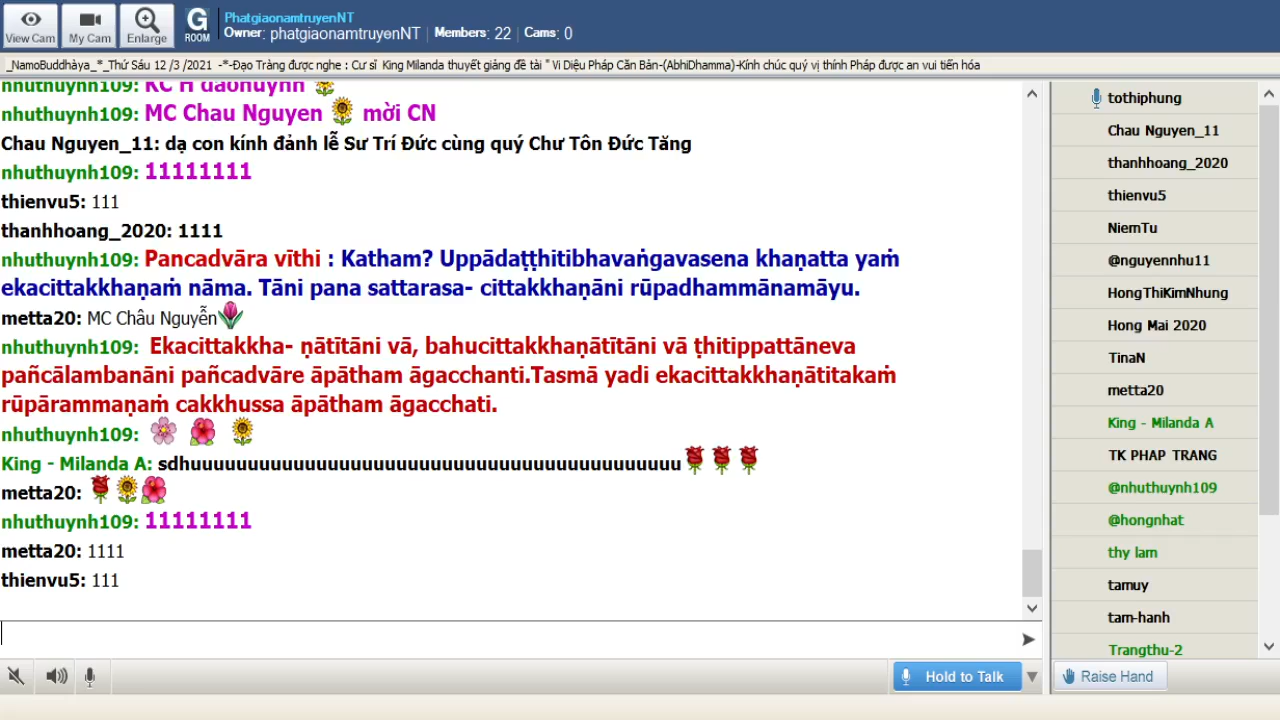 View Cam
My Cam
Enlarge
G
ROOM
PhatgiaonamtruyenNT
Owner: phatgiaonamtruyenNT | Members: 22 | Cams: 0
_NamoBuddhàya_*_Thứ Sáu 12 /3 /2021 -*-Đạo Tràng được nghe : Cư sĩ King Milanda thuyết giảng đề tài " Vi Diệu Pháp Căn Bản-(AbhiDhamma)-Kính chúc quý vị thính Pháp được an vui tiến hóa
nhuthuynh109: KC H daohuynh
nhuthuynh109: MC Chau Nguyen mời CN
Chau Nguyen_11: dạ con kính đảnh lễ Sư Trí Đức cùng quý Chư Tôn Đức Tăng
nhuthuynh109: 11111111
thienvu5: 111
thanhhoang_2020: 1111
nhuthuynh109: Pancadvāra vīthi : Katham? Uppādaṭṭhitibhavaṅgavasena khaṇatta yaṁ
ekacittakkhaṇaṁ nāma. Tāni pana sattarasa- cittakkhaṇāni rūpadhammānamāyu.
metta20: MC Châu Nguyễn
nhuthuynh109: Ekacittakkha- ṇātītāni vā, bahucittakkhaṇātītāni vā ṭhitippattāneva
pañcālambanāni pañcadvāre āpātham āgacchanti.Tasmā yadi ekacittakkhaṇātitakaṁ
rūpārammaṇaṁ cakkhussa āpātham āgacchati.
nhuthuynh109:
King - Milanda A: sdhuuuuuuuuuuuuuuuuuuuuuuuuuuuuuuuuuuuuuuuuuuu
metta20:
nhuthuynh109: 11111111
metta20: 1111
thienvu5: 111
Hold to Talk
tothiphung
Chau Nguyen_11
thanhhoang_2020
thienvu5
NiemTu
@nguyennhu11
HongThiKimNhung
Hong Mai 2020
TinaN
metta20
King - Milanda A
TK PHAP TRANG
@nhuthuynh109
@hongnhat
thy lam
tamuy
tam-hanh
Trangthu-2
Raise Hand